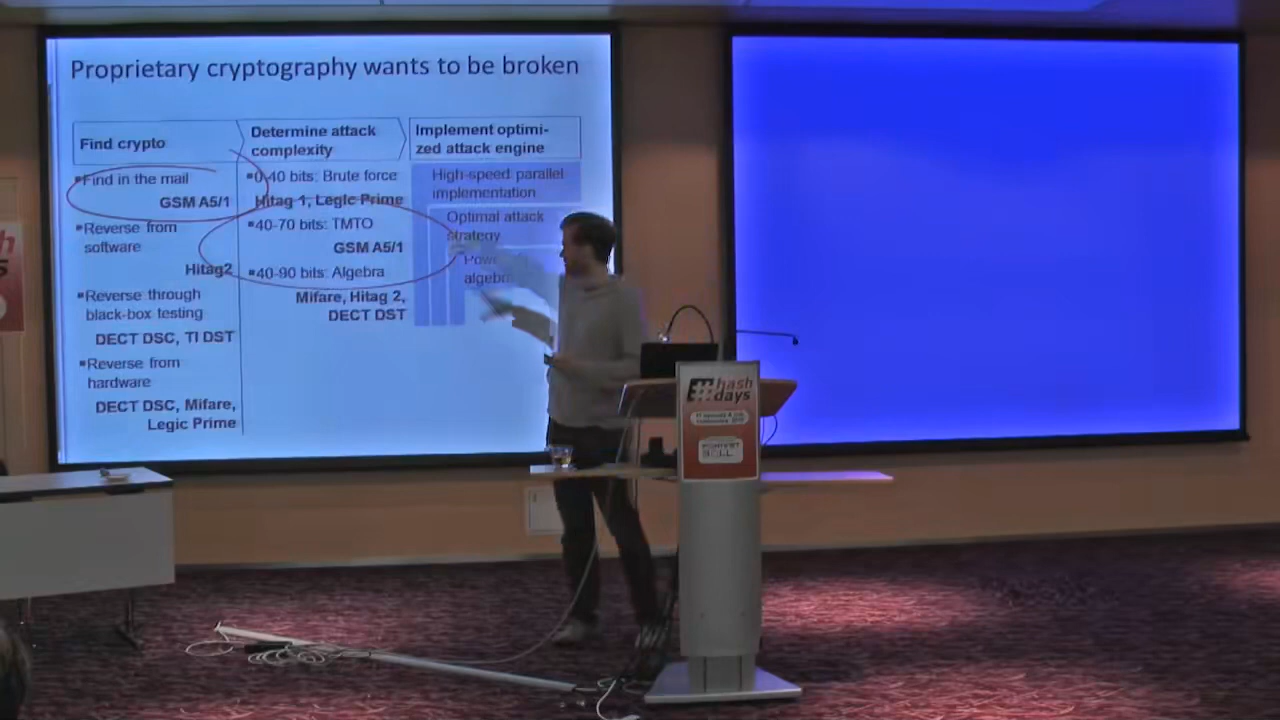 Proprietary cryptography wants to be broken
Find crypto
Determine attack
complexity
Implement optimi-
zed attack engine
▪Find in the mail
GSM A5/1
▪Reverse from
software
Hitag2
▪Reverse through
black-box testing
DECT DSC, TI DST
▪Reverse from
hardware
DECT DSC, Mifare,
Legic Prime
▪0-40 bits: Brute force
Hitag 1, Legic Prime
▪40-70 bits: TMTO
GSM A5/1
▪40-90 bits: Algebra
Mifare, Hitag 2,
DECT DST
High-speed parallel
implementation
Optimal attack
strategy
#hash
days